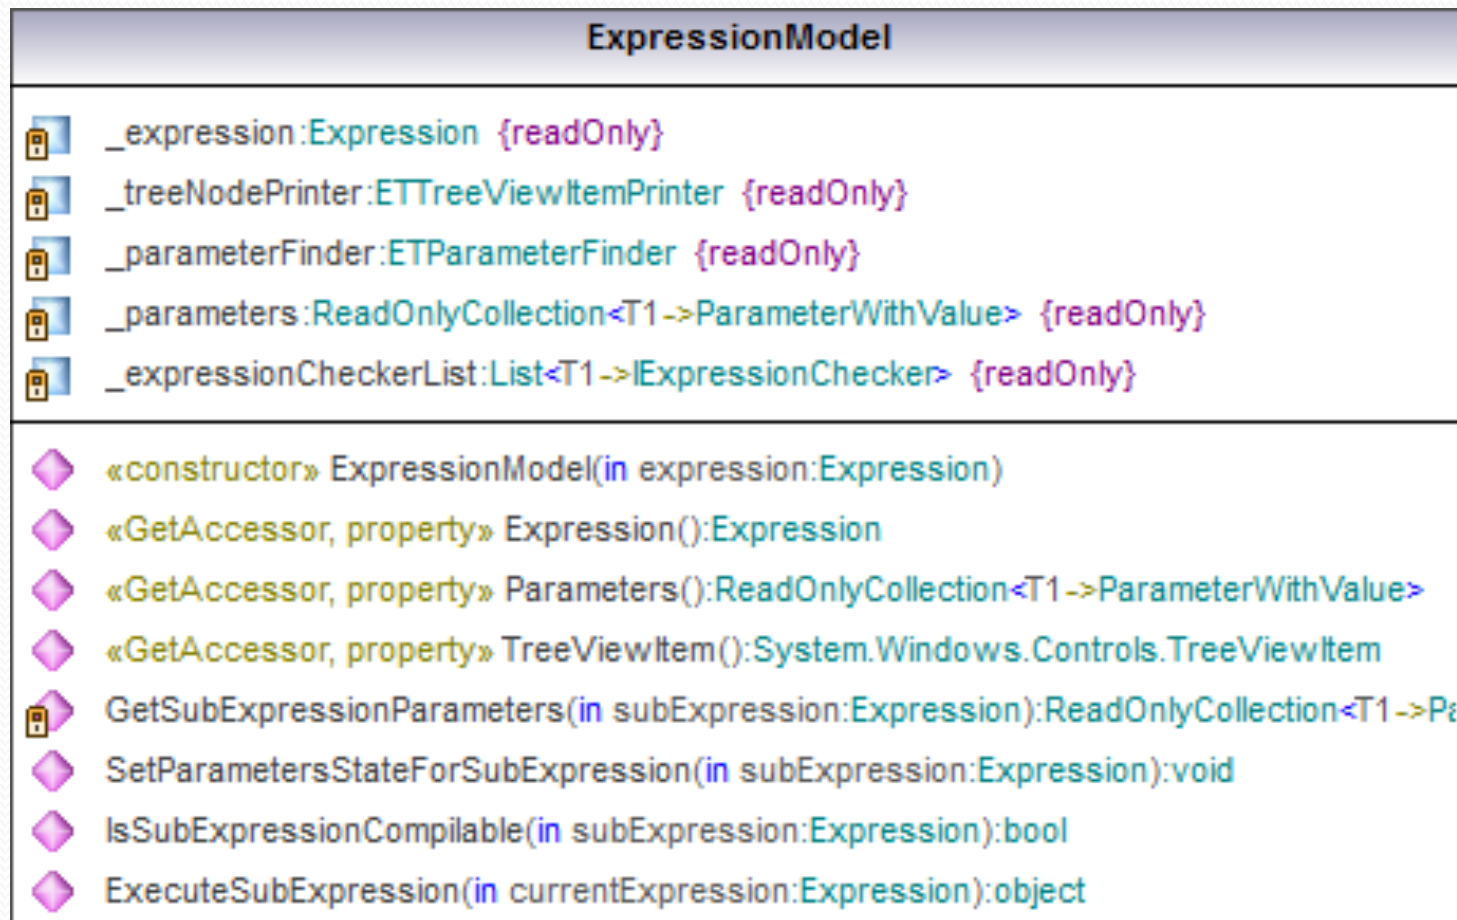 ExpressionModel
_expression:Expression {readOnly}
_treeNodePrinter:ETTreeViewItemPrinter {readOnly}
_parameterFinder:ETParameterFinder {readOnly}
_parameters:ReadOnlyCollection<T1->ParameterWithValue> {readOnly}
_expressionCheckerList:List<T1->IExpressionChecker> {readOnly}
«constructor» ExpressionModel(in expression:Expression)
«GetAccessor, property» Expression():Expression
«GetAccessor, property» Parameters():ReadOnlyCollection<T1->ParameterWithValue>
«GetAccessor, property» TreeViewItem():System.Windows.Controls.TreeViewItem
GetSubExpressionParameters(in subExpression:Expression):ReadOnlyCollection<T1->Pa
SetParametersStateForSubExpression(in subExpression:Expression):void
IsSubExpressionCompilable(in subExpression:Expression):bool
ExecuteSubExpression(in currentExpression:Expression):object